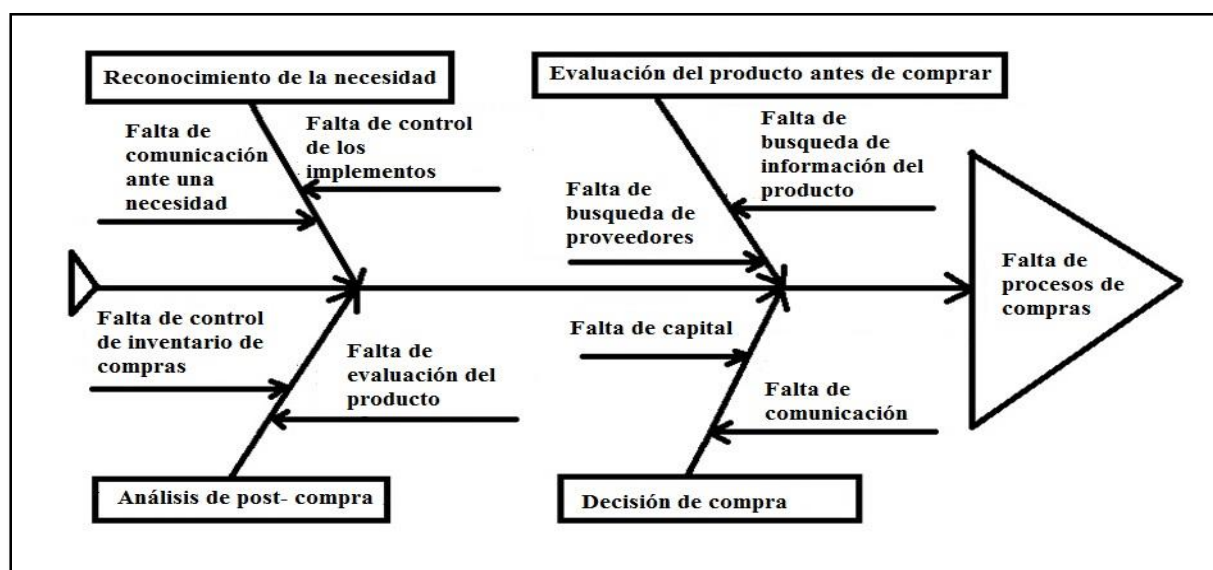 Reconocimiento de la necesidad
Evaluación del producto antes de comprar
Falta de
comunicación
ante una
necesidad
Falta de control
de los
implementos
Falta de
busqueda de
proveedores
Falta de
busqueda de
información del
producto
Falta de
procesos de
compras
Falta de control
de inventario de
compras
Falta de
evaluación del
producto
Falta de capital
Falta de
comunicación
Análisis de post- compra
Decisión de compra